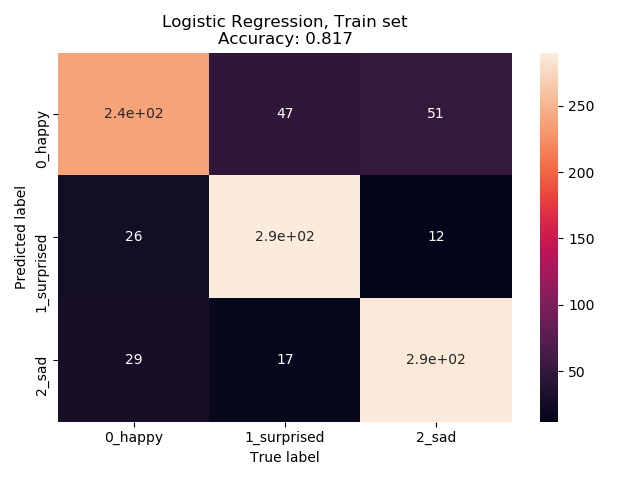 Logistic Regression, Train set
Accuracy: 0.817
Predicted label
0_happy
2.4e+02
47
51
1_surprised
26
2.9e+02
12
2_sad
29
17
2.9e+02
0_happy
1_surprised
2_sad
True label
250
200
150
100
50